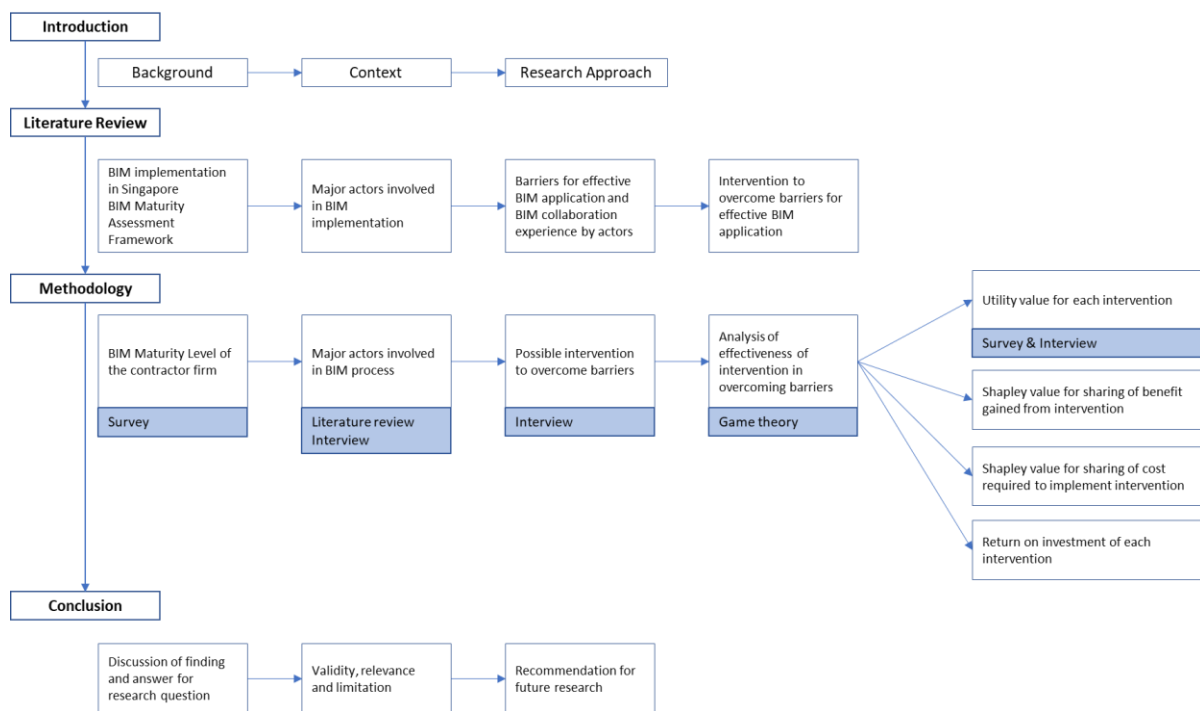 Introduction
Background
Context
Research Approach
Literature Review
BIM implementation
in Singapore
BIM Maturity
Assessment
Framework
Major actors involved
in BIM
implementation
Barriers for effective
BIM application and
BIM collaboration
experience by actors
Intervention to
overcome barriers for
effective BIM
application
Methodology
BIM Maturity Level of
the contractor firm
Survey
Major actors involved
in BIM process
Literature review
Interview
Possible intervention
to overcome barriers
Interview
Analysis of
effectiveness of
intervention in
overcoming barriers
Game theory
Utility value for each intervention
Survey & Interview
Shapley value for sharing of benefit
gained from intervention
Shapley value for sharing of cost
required to implement intervention
Return on investment of each
intervention
Conclusion
Discussion of finding
and answer for
research question
Validity, relevance
and limitation
Recommendation for
future research